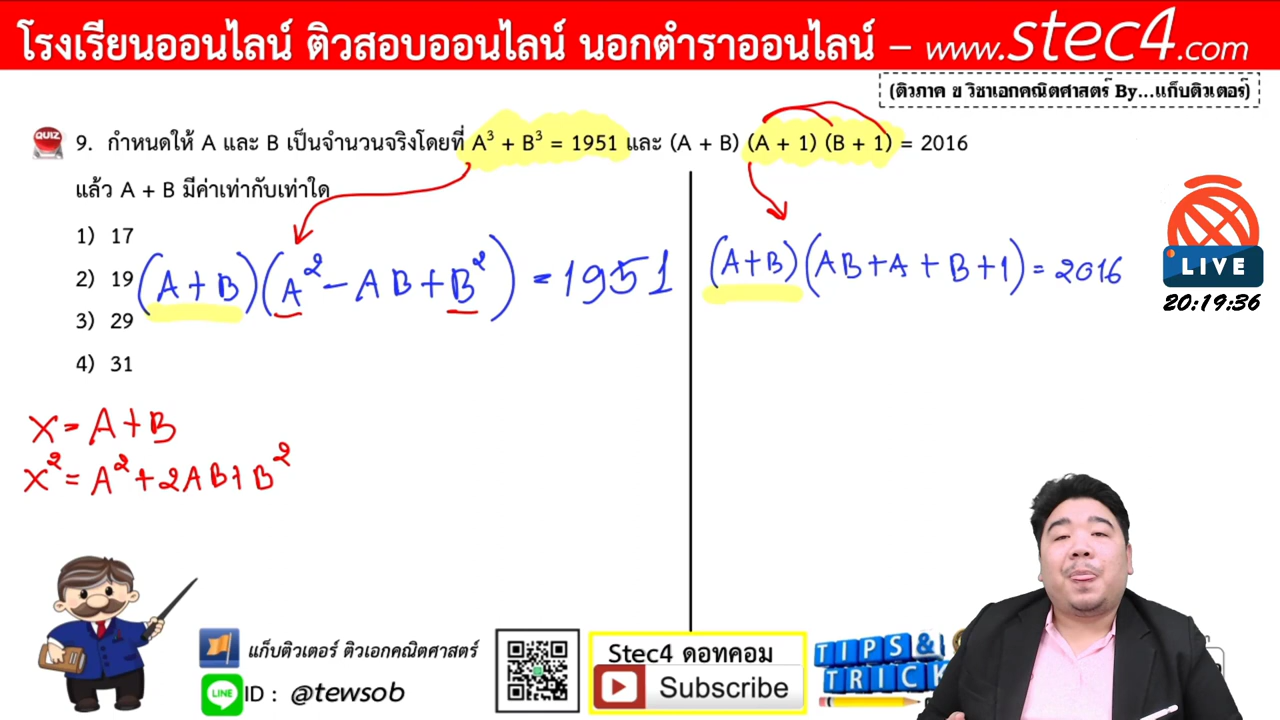 โรงเรียนออนไลน์ ติวสอบออนไลน์ นอกตำราออนไลน์ – www.stec4.com
(ติวภาค ข วิชาเอกคณิตศาสตร์ By...แก็บติวเตอร์)
QUIZ
9. กำหนดให้ A และ B เป็นจำนวนจริงโดยที่ A³ + B³ = 1951 และ (A + B) (A + 1) (B + 1) = 2016
แล้ว A + B มีค่าเท่ากับเท่าใด
1) 17
2) 19
3) 29
4) 31
(A+B)(A²-AB+B²) = 1951
(A+B)(AB+A+B+1) = 2016
LIVE
20:19:36
X = A+B
X² = A²+2AB+B²
แก็บติวเตอร์ ติวเอกคณิตศาสตร์
LINE ID : @tewsob
Stec4 ดอทคอม
Subscribe
TIPS &
TRICK